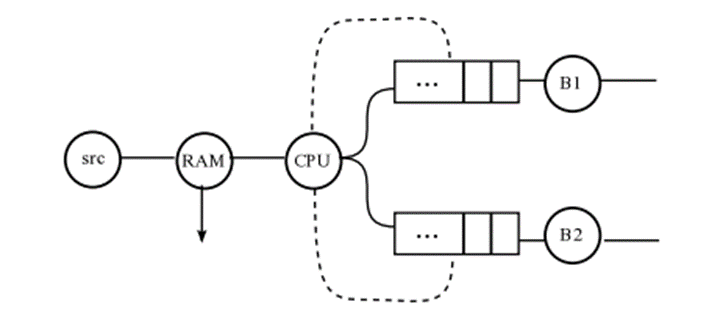 ... B1
src RAM CPU
... B2